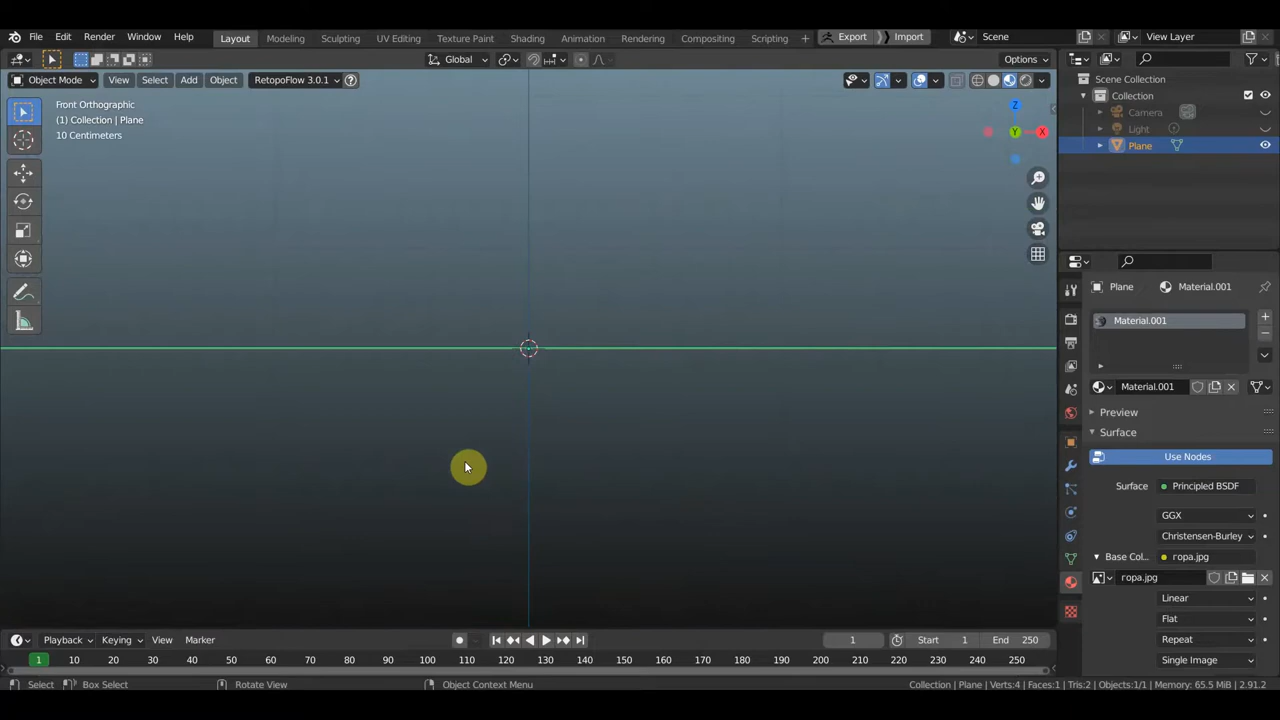 File Edit Render Window Help Layout Modeling Sculpting UV Editing Texture Paint Shading Animation Rendering Compositing Scripting + Export Import Scene View Layer
Global Options
Object Mode View Select Add Object RetopoFlow 3.0.1
Front Orthographic
(1) Collection | Plane
10 Centimeters
Z
Y
X
Scene Collection
Collection
Camera
Light
Plane
Plane Material.001
Material.001
Material.001
Preview
Surface
Use Nodes
Surface Principled BSDF
GGX
Christensen-Burley
Base Col... ropa.jpg
ropa.jpg
Linear
Flat
Repeat
Single Image
Playback Keying View Marker 1 Start 1 End 250
1 10 20 30 40 50 60 70 80 90 100 110 120 130 140 150 160 170 180 190 200 210 220 230 240 250
Select Box Select Rotate View Object Context Menu Collection | Plane | Verts:4 | Faces:1 | Tris:2 | Objects:1/1 | Memory: 65.5 MiB | 2.91.2